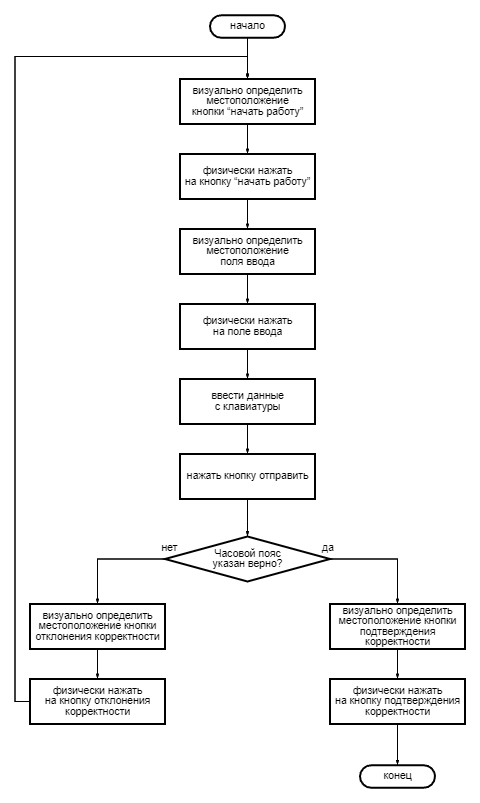 начало
визуально определить
местоположение
кнопки “начать работу”
физически нажать
на кнопку “начать работу”
визуально определить
местоположение
поля ввода
физически нажать
на поле ввода
ввести данные
с клавиатуры
нажать кнопку отправить
нет
Часовой пояс
указан верно?
да
визуально определить
местоположение кнопки
отклонения корректности
визуально определить
местоположение кнопки
подтверждения
корректности
физически нажать
на кнопку отклонения
корректности
физически нажать
на кнопку подтверждения
корректности
конец